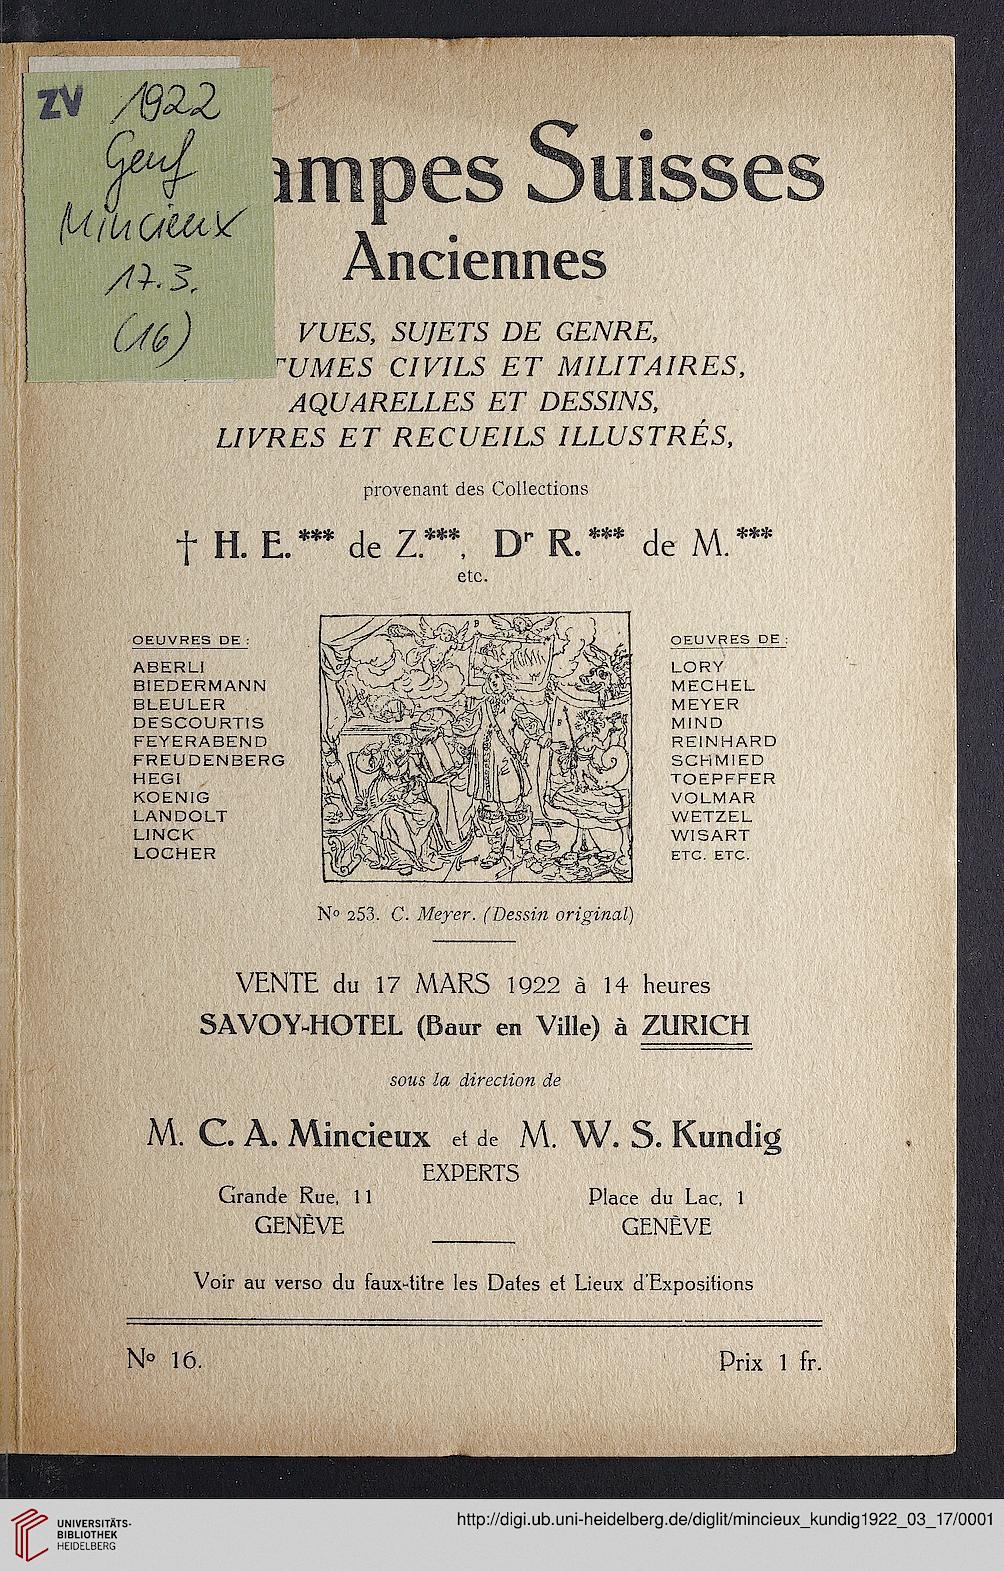 ZV 1922
Genf
Mincieux
17.3.
(16)
ampes Suisses
Anciennes
VUES, SUJETS DE GENRE,
TUMES CIVILS ET MILITAIRES,
AQUARELLES ET DESSINS,
LIVRES ET RECUEILS ILLUSTRÉS,
provenant des Collections
† H. E.*** de Z.***, Dr R.*** de M.***
etc.
OEUVRES DE :
ABERLI
BIEDERMANN
BLEULER
DESCOURTIS
FEYERABEND
FREUDENBERG
HEGI
KOENIG
LANDOLT
LINCK
LOCHER
OEUVRES DE :
LORY
MECHEL
MEYER
MIND
REINHARD
SCHMIED
TOEPFFER
VOLMAR
WETZEL
WISART
ETC. ETC.
No 253. C. Meyer. (Dessin original)
VENTE du 17 MARS 1922 à 14 heures
SAVOY-HOTEL (Baur en Ville) à ZURICH
sous la direction de
M. C. A. Mincieux et de M. W. S. Kundig
EXPERTS
Grande Rue, 11
GENÈVE
Place du Lac, 1
GENÈVE
Voir au verso du faux-titre les Dates et Lieux d'Expositions
No 16.
Prix 1 fr.
UNIVERSITÄTS-
BIBLIOTHEK
HEIDELBERG
http://digi.ub.uni-heidelberg.de/diglit/mincieux_kundig1922_03_17/0001